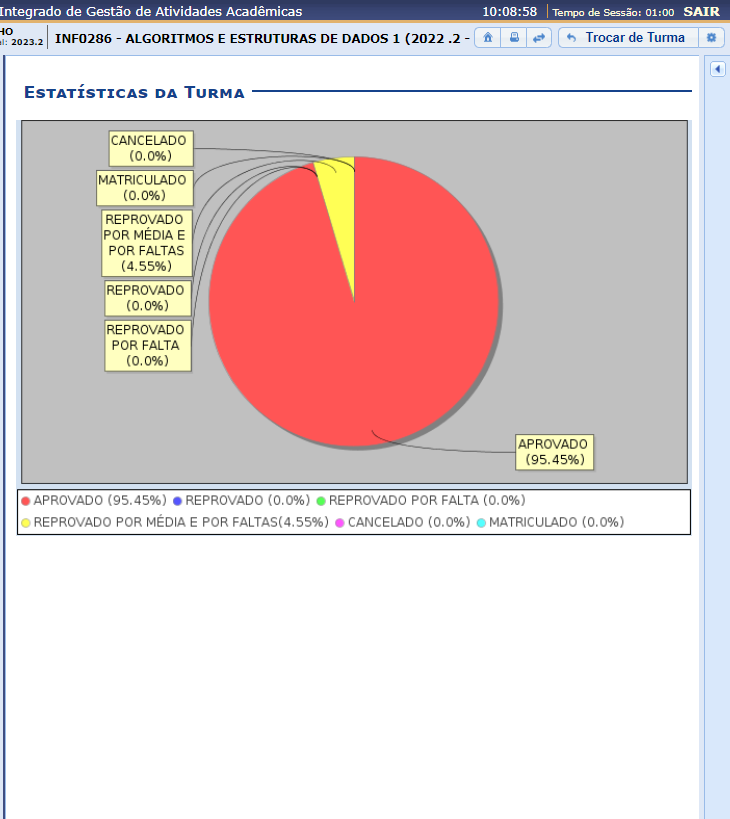 Integrado de Gestão de Atividades Acadêmicas 10:08:58 Tempo de Sessão: 01:00 SAIR
HO
el: 2023.2
INF0286 - ALGORITMOS E ESTRUTURAS DE DADOS 1 (2022 .2 - Trocar de Turma
ESTATÍSTICAS DA TURMA
CANCELADO
(0.0%)
MATRICULADO
(0.0%)
REPROVADO
POR MÉDIA E
POR FALTAS
(4.55%)
REPROVADO
(0.0%)
REPROVADO
POR FALTA
(0.0%)
APROVADO
(95.45%)
APROVADO (95.45%) REPROVADO (0.0%) REPROVADO POR FALTA (0.0%)
REPROVADO POR MÉDIA E POR FALTAS(4.55%) CANCELADO (0.0%) MATRICULADO (0.0%)